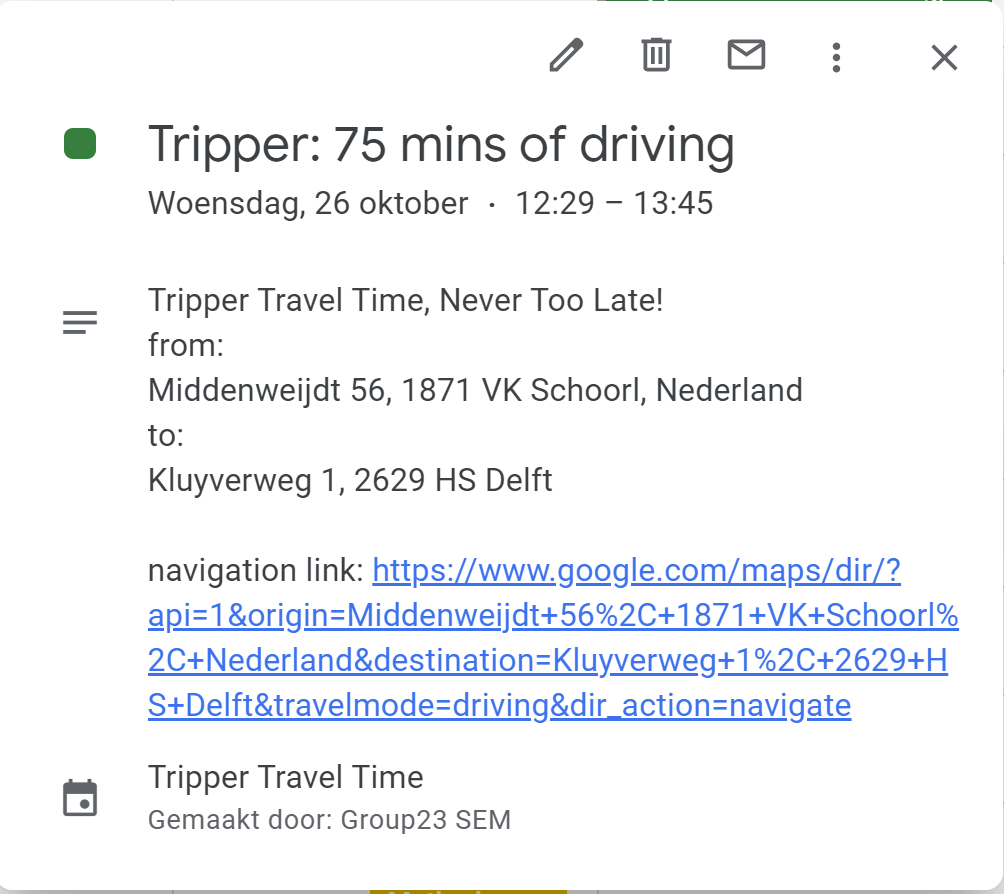 Tripper: 75 mins of driving
Woensdag, 26 oktober · 12:29 – 13:45
Tripper Travel Time, Never Too Late!
from:
Middenweijdt 56, 1871 VK Schoorl, Nederland
to:
Kluyverweg 1, 2629 HS Delft
navigation link: https://www.google.com/maps/dir/?
api=1&origin=Middenweijdt+56%2C+1871+VK+Schoorl%
2C+Nederland&destination=Kluyverweg+1%2C+2629+H
S+Delft&travelmode=driving&dir_action=navigate
Tripper Travel Time
Gemaakt door: Group23 SEM